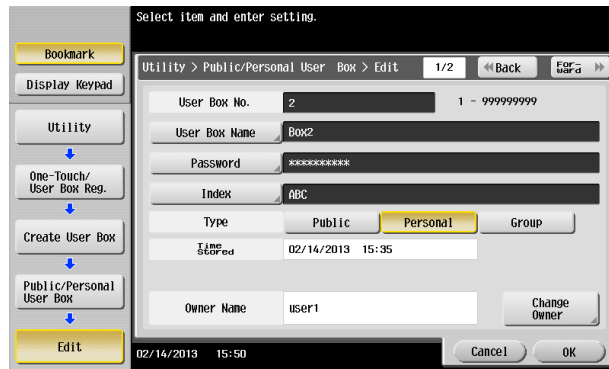 Select item and enter setting.
Bookmark
Display Keypad
Utility
One-Touch/
User Box Reg.
Create User Box
Public/Personal
User Box
Edit
Utility > Public/Personal User Box > Edit 1/2 Back For-
ward
User Box No. 2 1 - 999999999
User Box Name Box2
Password **********
Index ABC
Type Public Personal Group
Time
Stored 02/14/2013 15:35
Owner Name user1 Change
Owner
02/14/2013 15:50 Cancel OK